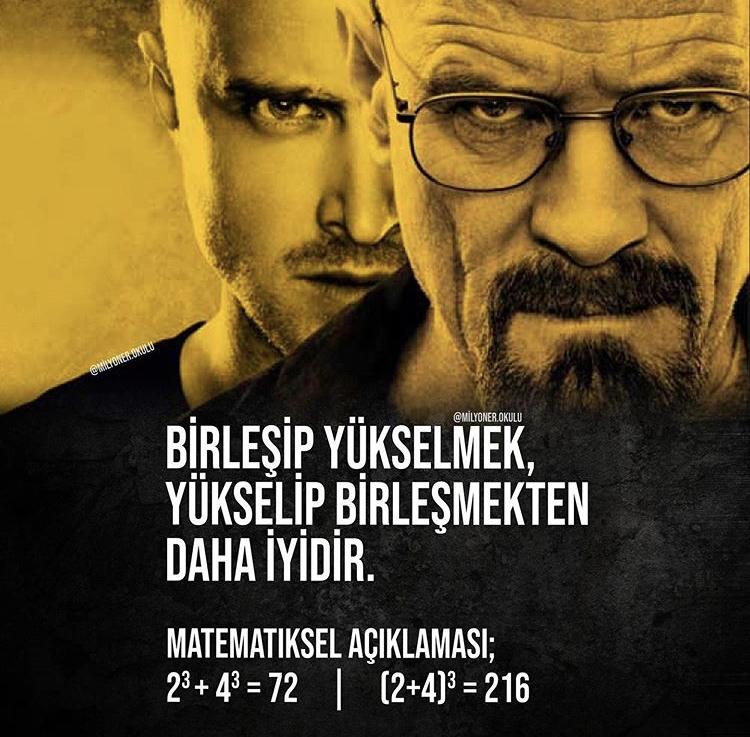 @MİLYONER.OKULU
@MİLYONER.OKULU
BİRLEŞİP YÜKSELMEK,
YÜKSELİP BİRLEŞMEKTEN
DAHA İYİDİR.
MATEMATIKSEL AÇIKLAMASI;
2³ + 4³ = 72 | (2+4)³ = 216